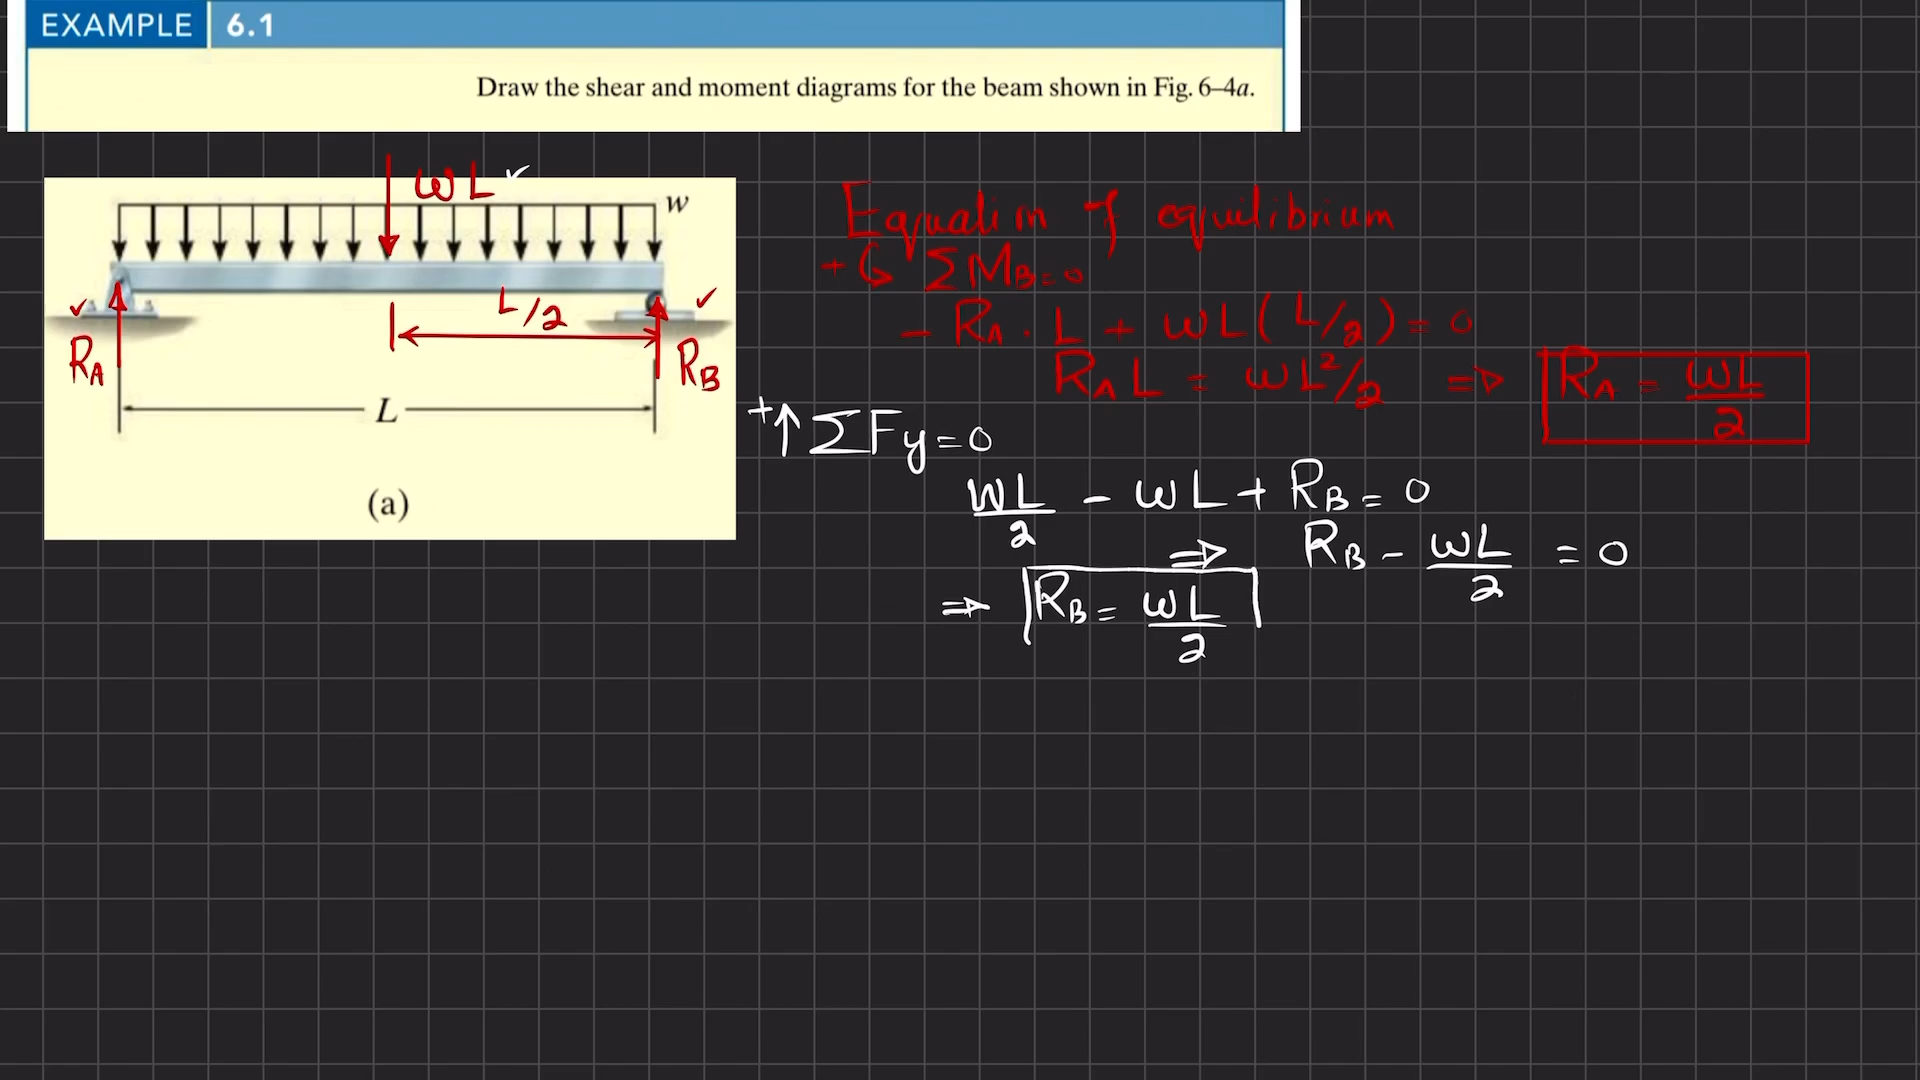 EXAMPLE 6.1
Draw the shear and moment diagrams for the beam shown in Fig. 6–4a.
WL
w
L/2
RA
RB
L
(a)
Equation of equilibrium
+ ↺ ΣMB=0
- RA · L + WL(L/2) = 0
RAL = WL²/2 ⇒ RA = WL/2
+↑ ΣFy=0
WL/2 - WL + RB = 0
⇒ RB - WL/2 = 0
⇒ RB = WL/2